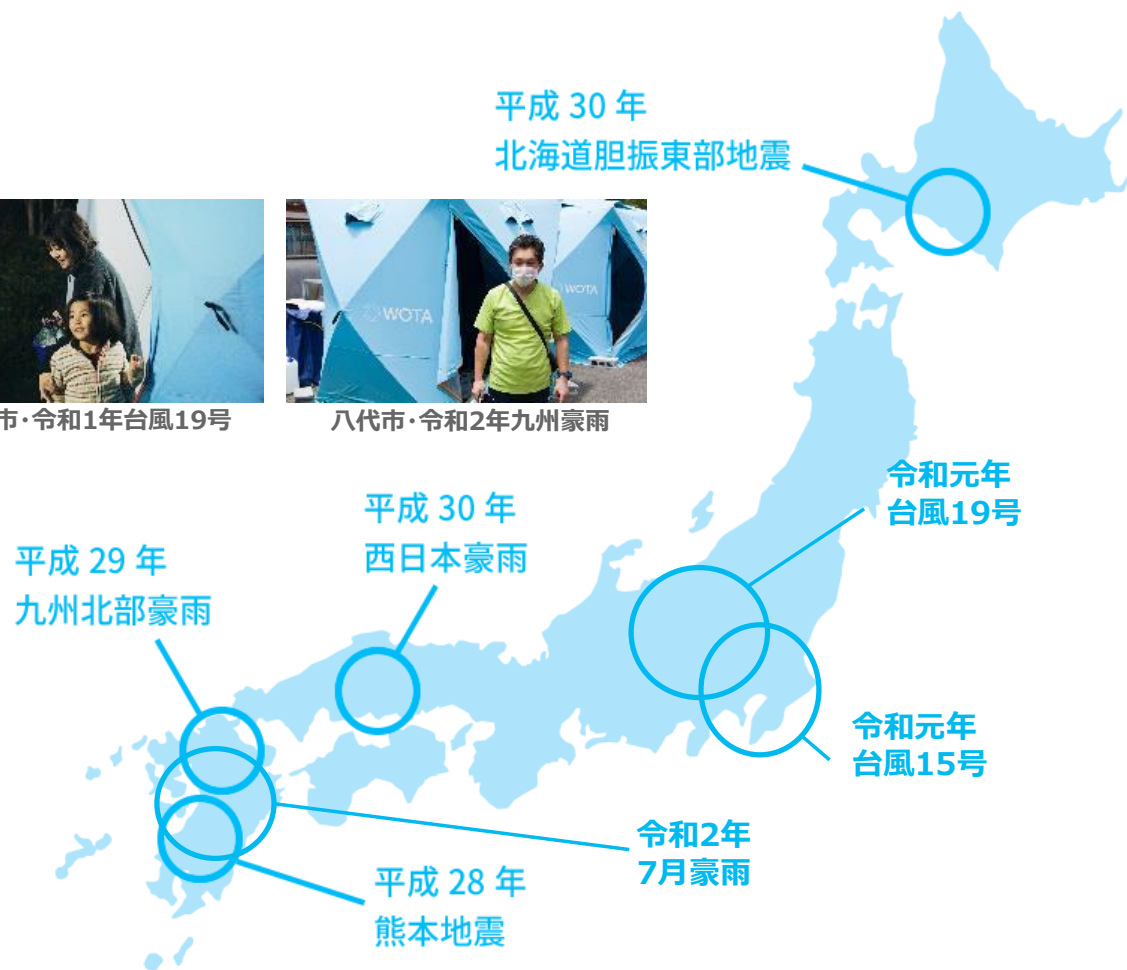 平成 30 年
北海道胆振東部地震
WOTA
WOTA
市・令和1年台風19号
八代市・令和2年九州豪雨
令和元年
台風19号
平成 30 年
西日本豪雨
平成 29 年
九州北部豪雨
令和元年
台風15号
令和2年
7月豪雨
平成 28 年
熊本地震